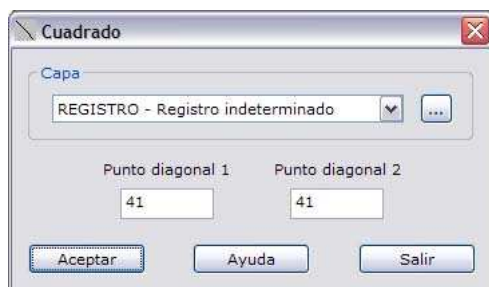 Cuadrado
Capa
REGISTRO - Registro indeterminado
...
Punto diagonal 1 Punto diagonal 2
41 41
Aceptar Ayuda Salir